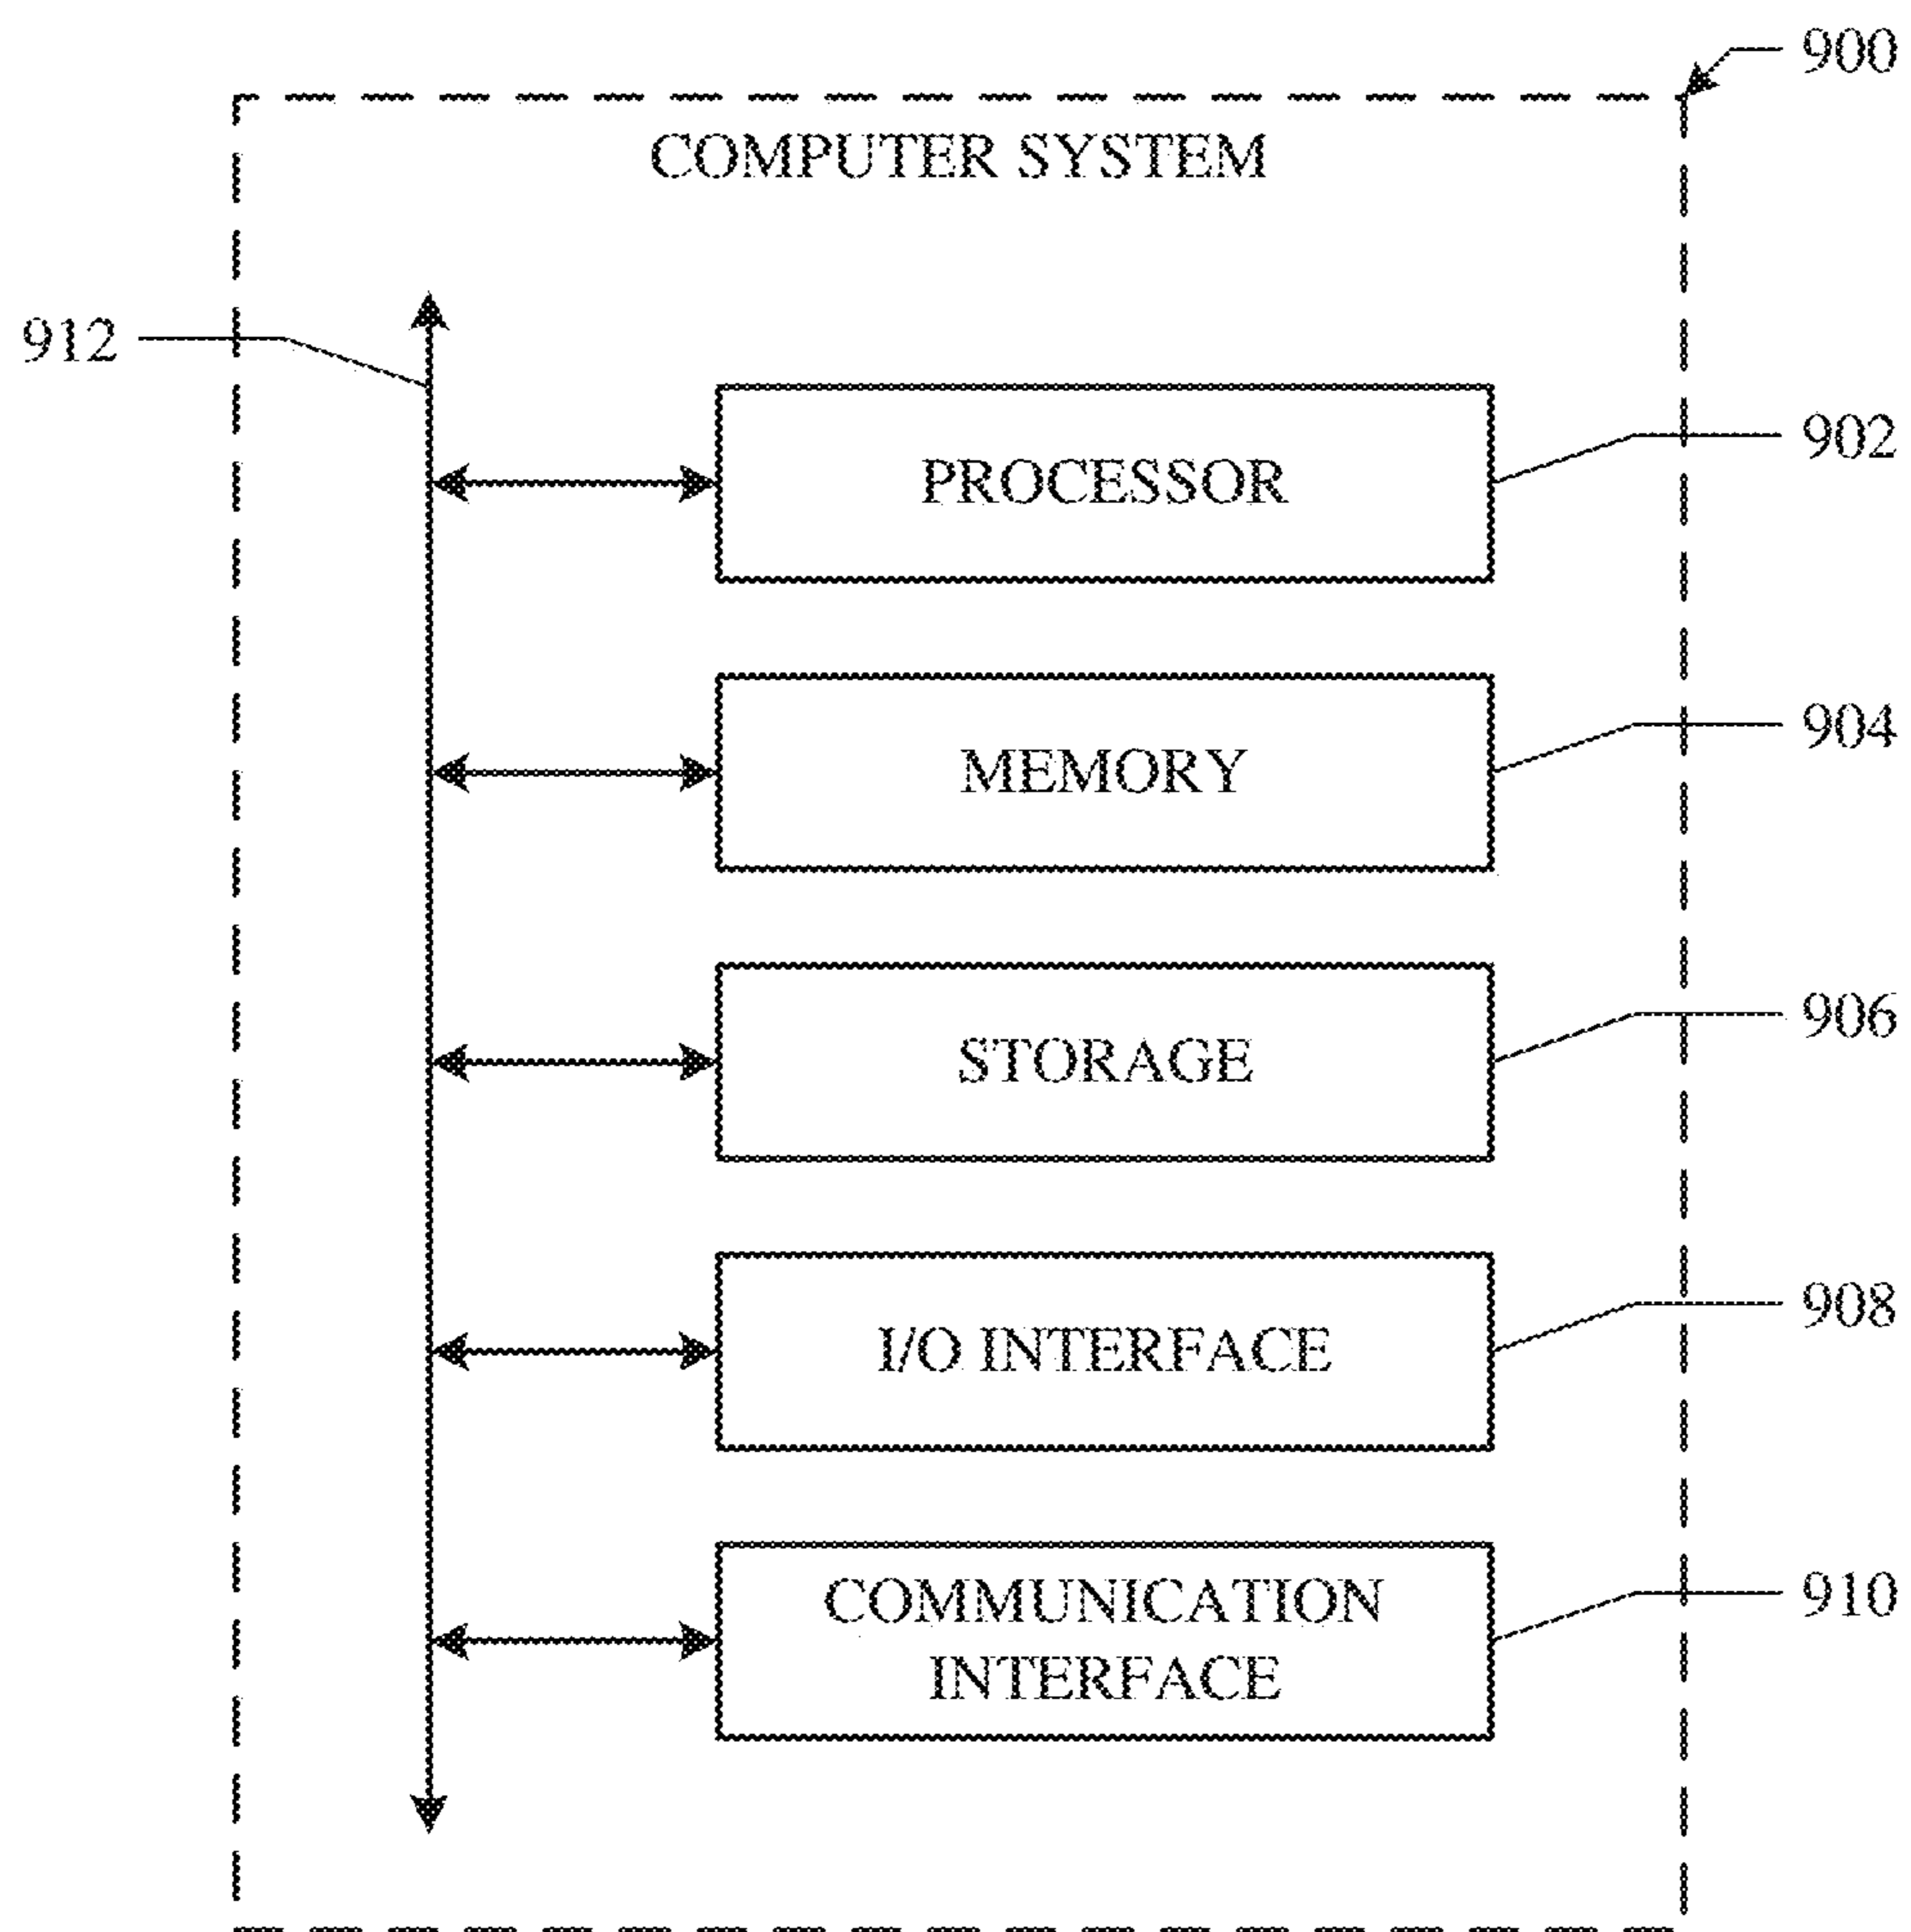 900
COMPUTER SYSTEM
912
PROCESSOR
902
MEMORY
904
STORAGE
906
I/O INTERFACE
908
COMMUNICATION
INTERFACE
910